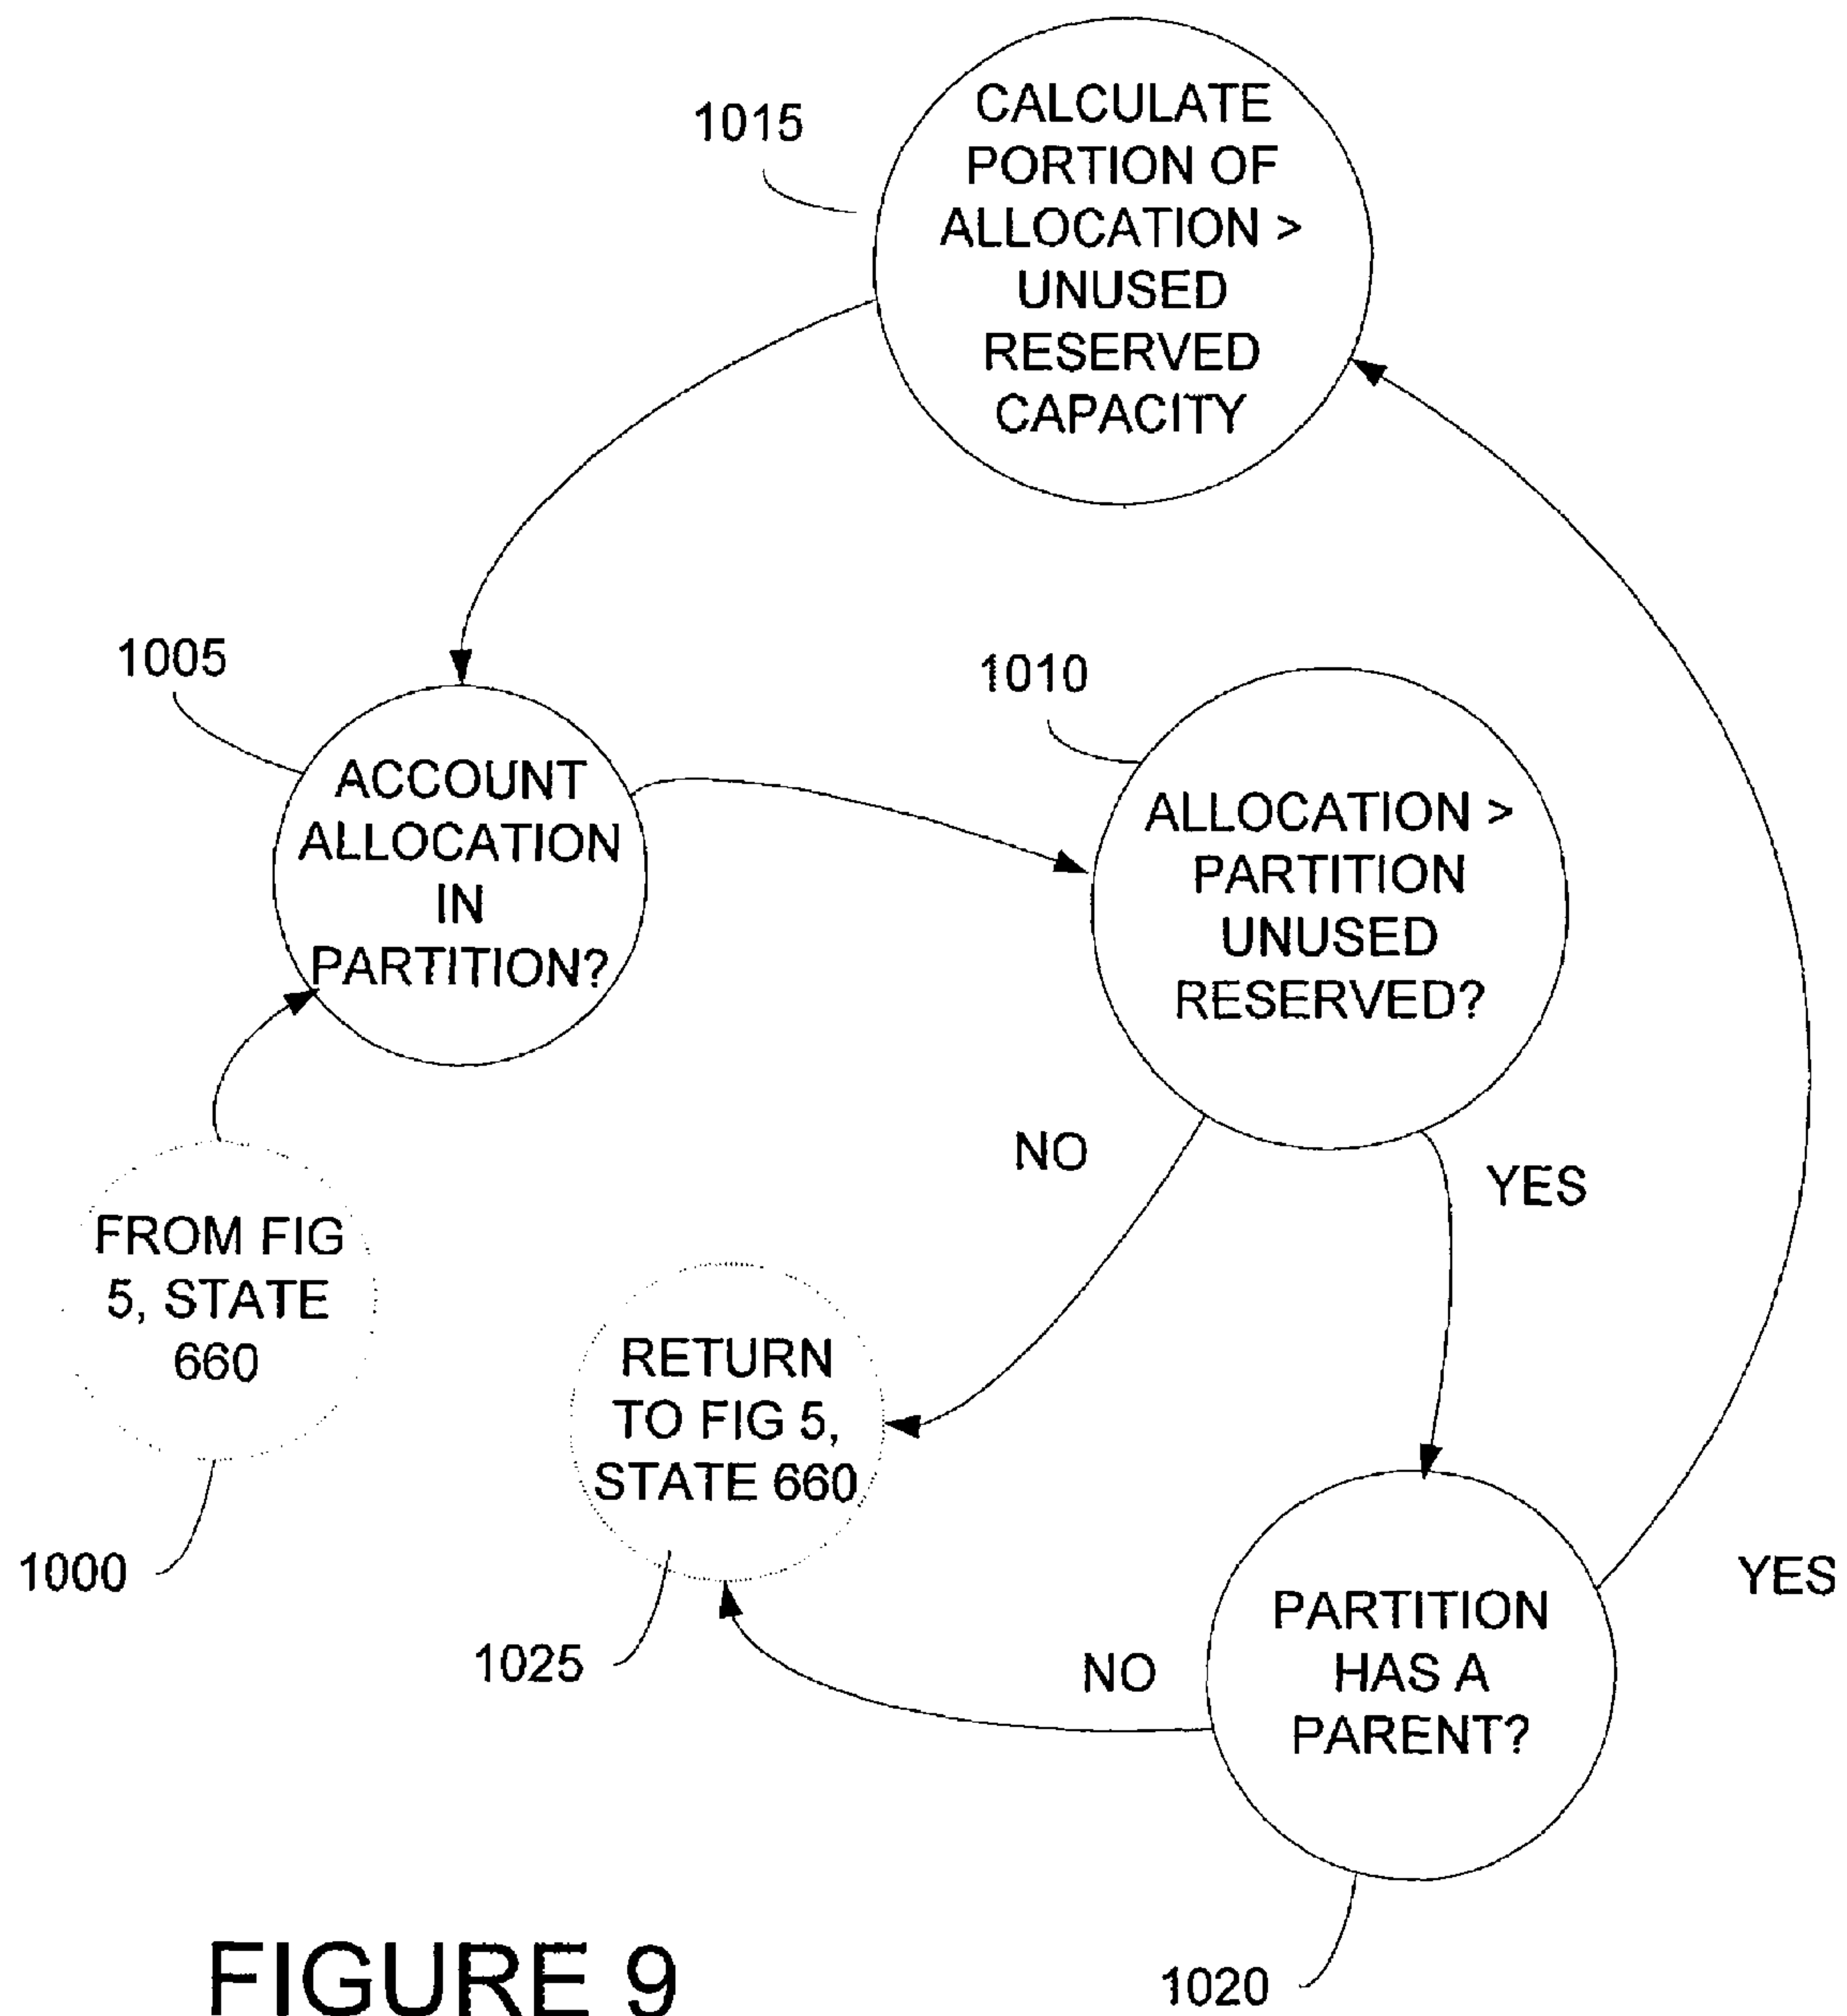 CALCULATE
PORTION OF
ALLOCATION >
UNUSED
RESERVED
CAPACITY
1015
1005
ACCOUNT
ALLOCATION
IN
PARTITION?
1010
ALLOCATION >
PARTITION
UNUSED
RESERVED?
NO
YES
FROM FIG
5, STATE
660
1000
RETURN
TO FIG 5,
STATE 660
1025
NO
YES
PARTITION
HAS A
PARENT?
1020
FIGURE 9